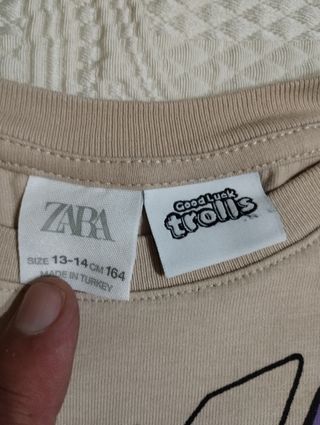 ZARA
SIZE 13-14 CM 164
MADE IN TURKEY
Good Luck
trolls